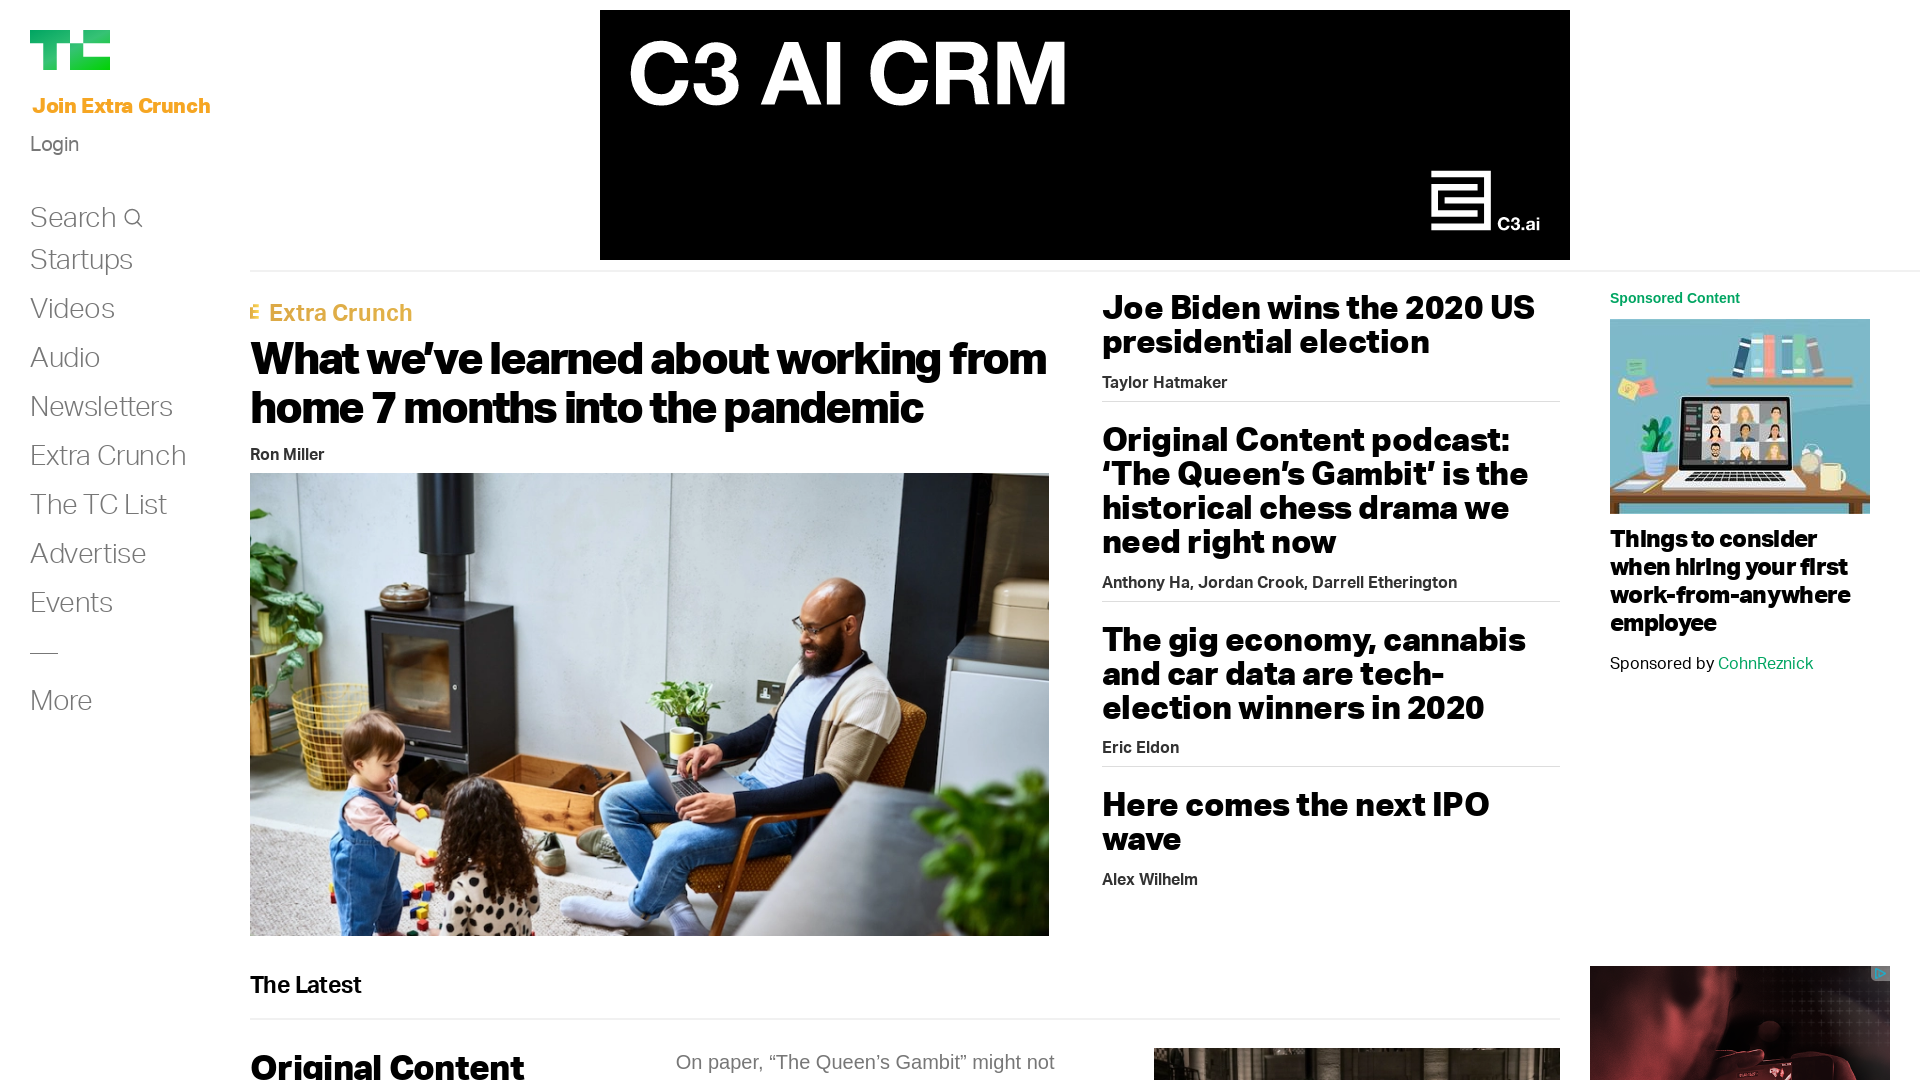 TC
Join Extra Crunch
Login
Search
Startups
Videos
Audio
Newsletters
Extra Crunch
The TC List
Advertise
Events
—
More
C3 AI CRM
C3.ai
Extra Crunch
What we’ve learned about working from
home 7 months into the pandemic
Ron Miller
Joe Biden wins the 2020 US
presidential election
Taylor Hatmaker
Original Content podcast:
‘The Queen’s Gambit’ is the
historical chess drama we
need right now
Anthony Ha, Jordan Crook, Darrell Etherington
The gig economy, cannabis
and car data are tech-
election winners in 2020
Eric Eldon
Here comes the next IPO
wave
Alex Wilhelm
Sponsored Content
Things to consider
when hiring your first
work-from-anywhere
employee
Sponsored by CohnReznick
The Latest
Original Content
On paper, “The Queen’s Gambit” might not